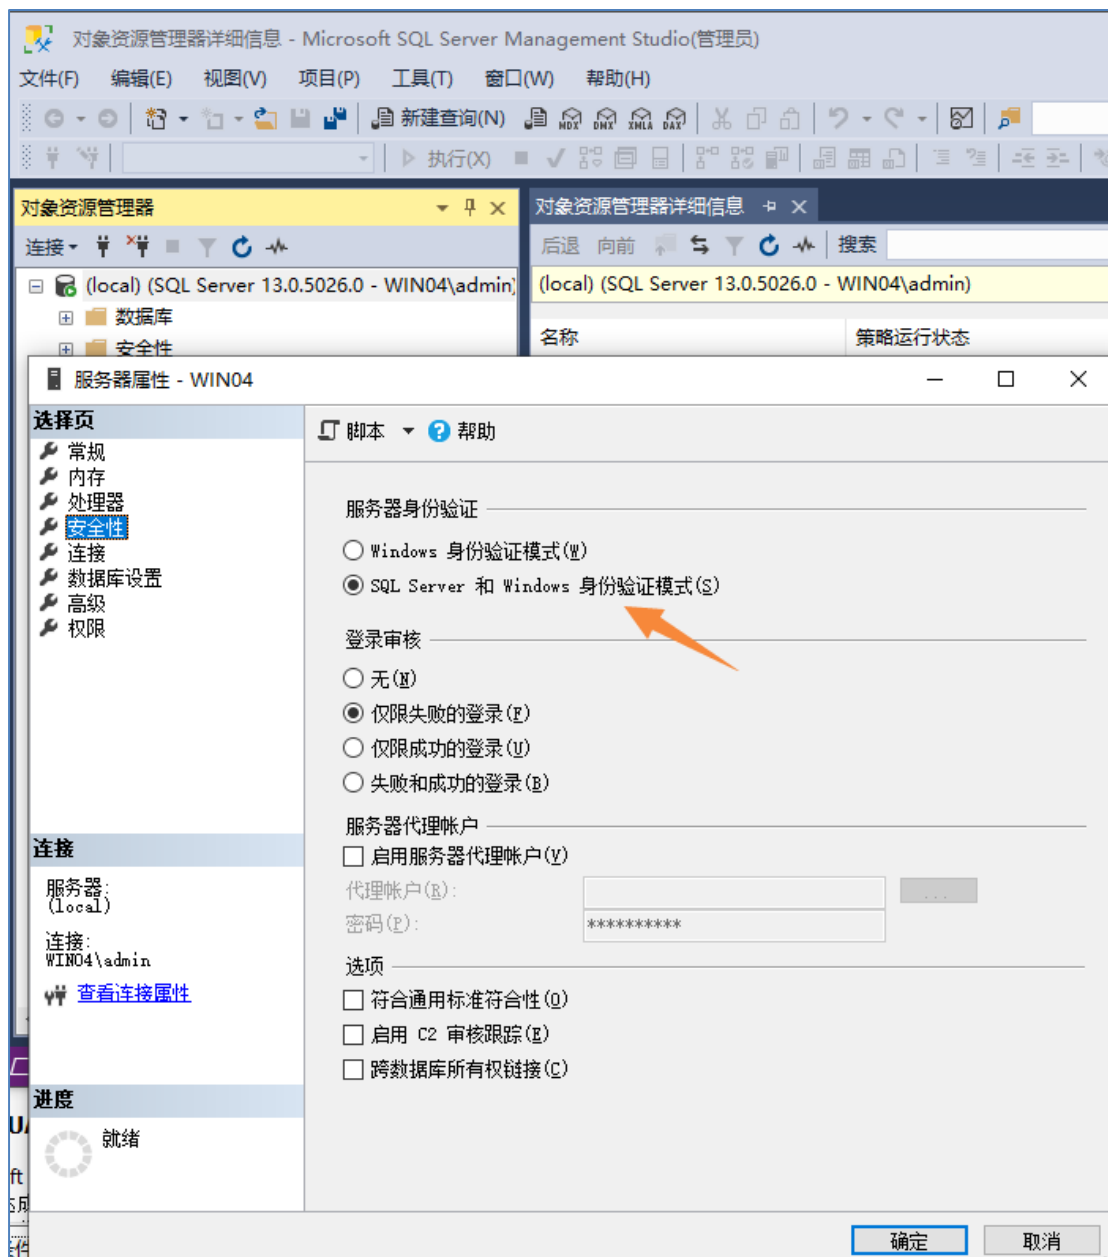 对象资源管理器详细信息 - Microsoft SQL Server Management Studio(管理员)
文件(F) 编辑(E) 视图(V) 项目(P) 工具(T) 窗口(W) 帮助(H)
新建查询(N) MDX DMX XMLA DAX
执行(X)
对象资源管理器
对象资源管理器详细信息
连接
后退 向前 搜索
(local) (SQL Server 13.0.5026.0 - WIN04\admin)
(local) (SQL Server 13.0.5026.0 - WIN04\admin)
数据库
安全性
名称 策略运行状态
服务器属性 - WIN04
选择页
常规
内存
处理器
安全性
连接
数据库设置
高级
权限
脚本 帮助
服务器身份验证
Windows 身份验证模式(W)
SQL Server 和 Windows 身份验证模式(S)
登录审核
无(N)
仅限失败的登录(F)
仅限成功的登录(U)
失败和成功的登录(B)
服务器代理帐户
启用服务器代理帐户(V)
代理帐户(R):
...
密码(P):
**********
选项
符合通用标准符合性(O)
启用 C2 审核跟踪(E)
跨数据库所有权链接(C)
连接
服务器:
(local)
连接:
WIN04\admin
查看连接属性
进度
就绪
ft
确定 取消